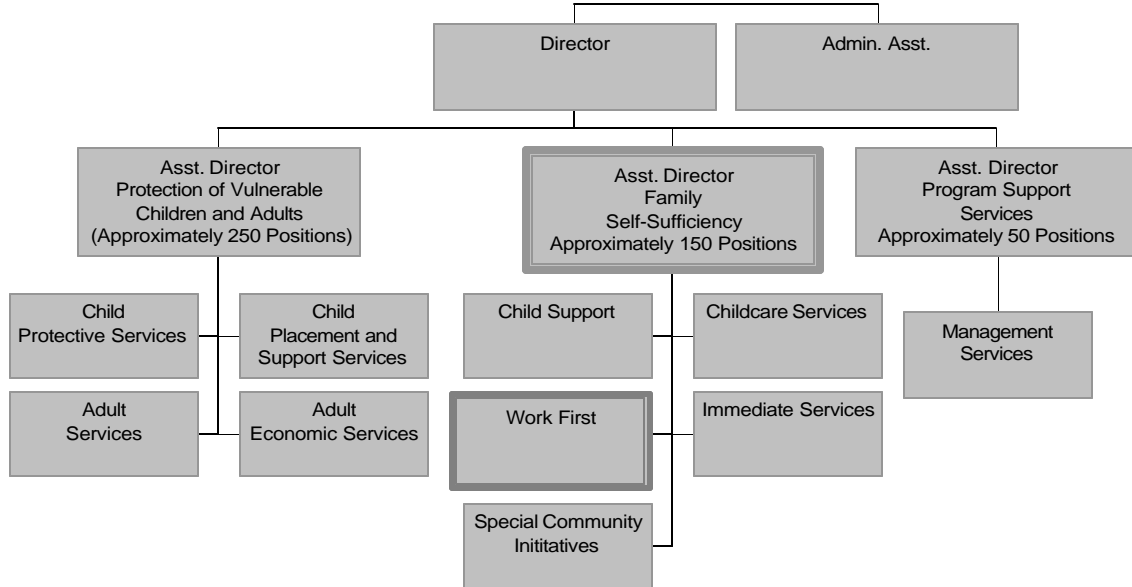 Director
Admin. Asst.
Asst. Director
Protection of Vulnerable
Children and Adults
(Approximately 250 Positions)
Asst. Director
Family
Self-Sufficiency
Approximately 150 Positions
Asst. Director
Program Support
Services
Approximately 50 Positions
Child
Protective Services
Child
Placement and
Support Services
Child Support
Childcare Services
Management
Services
Adult
Services
Adult
Economic Services
Work First
Immediate Services
Special Community
Inititatives